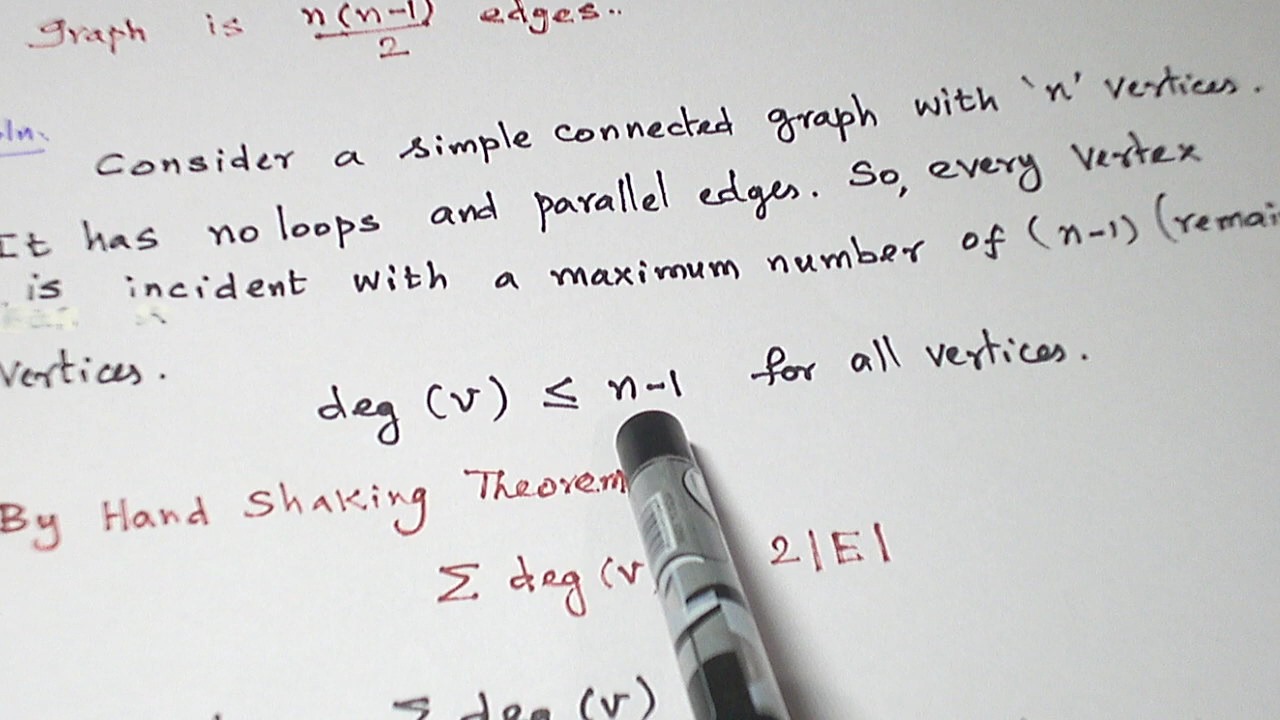 graph is n(n-1)/2 edges..
Consider a simple connected graph with 'n' vertices.
It has no loops and parallel edges. So, every vertex
is incident with a maximum number of (n-1) (remai
vertices.
deg (v) ≤ n-1 for all vertices.
By Hand Shaking Theorem
Σ deg (v 2|E|
Σ deg (v)